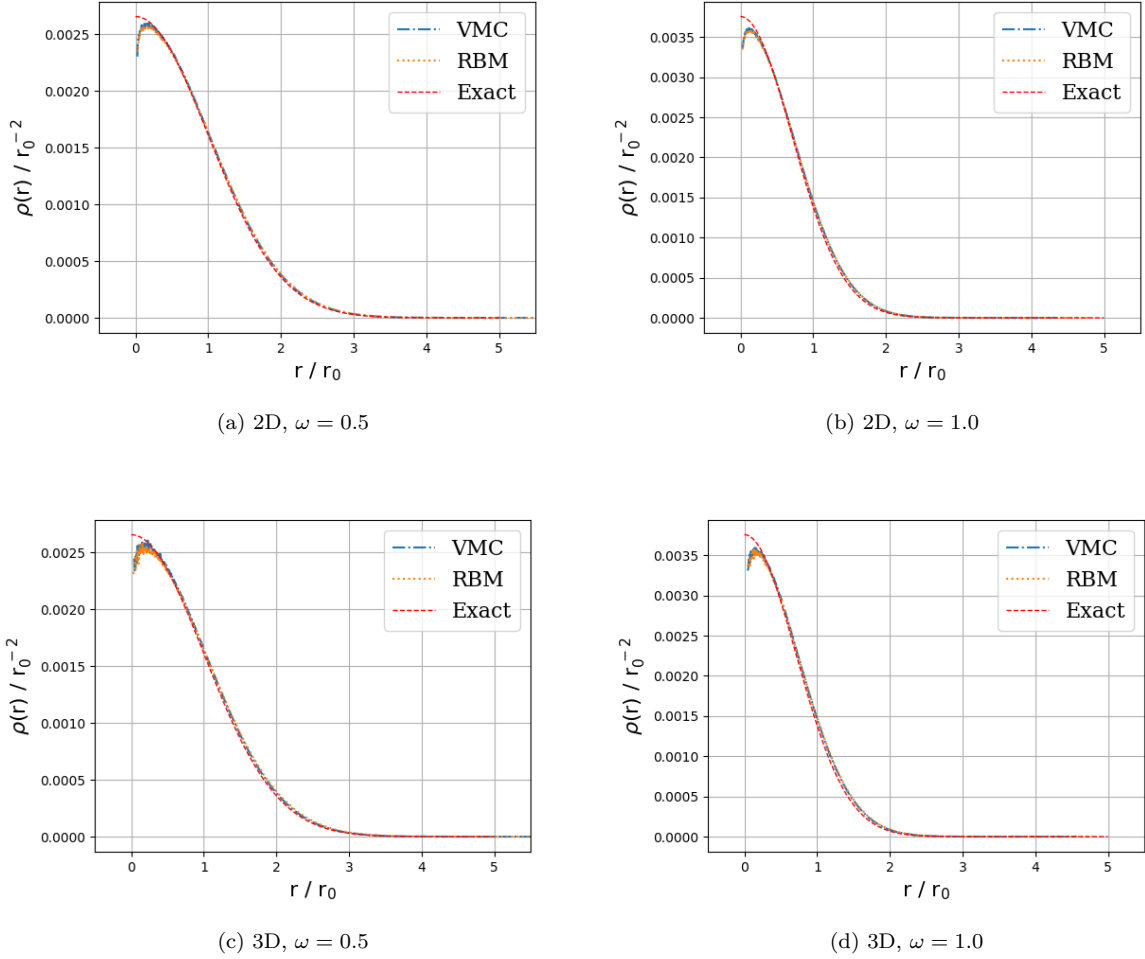 0.0025
0.0020
0.0015
0.0010
0.0005
0.0000
ρ(r) / r₀⁻²
VMC
RBM
Exact
0 1 2 3 4 5
r / r₀
(a) 2D, ω = 0.5
0.0035
0.0030
0.0025
0.0020
0.0015
0.0010
0.0005
0.0000
ρ(r) / r₀⁻²
VMC
RBM
Exact
0 1 2 3 4 5
r / r₀
(b) 2D, ω = 1.0
0.0025
0.0020
0.0015
0.0010
0.0005
0.0000
ρ(r) / r₀⁻²
VMC
RBM
Exact
0 1 2 3 4 5
r / r₀
(c) 3D, ω = 0.5
0.0035
0.0030
0.0025
0.0020
0.0015
0.0010
0.0005
0.0000
ρ(r) / r₀⁻²
VMC
RBM
Exact
0 1 2 3 4 5
r / r₀
(d) 3D, ω = 1.0